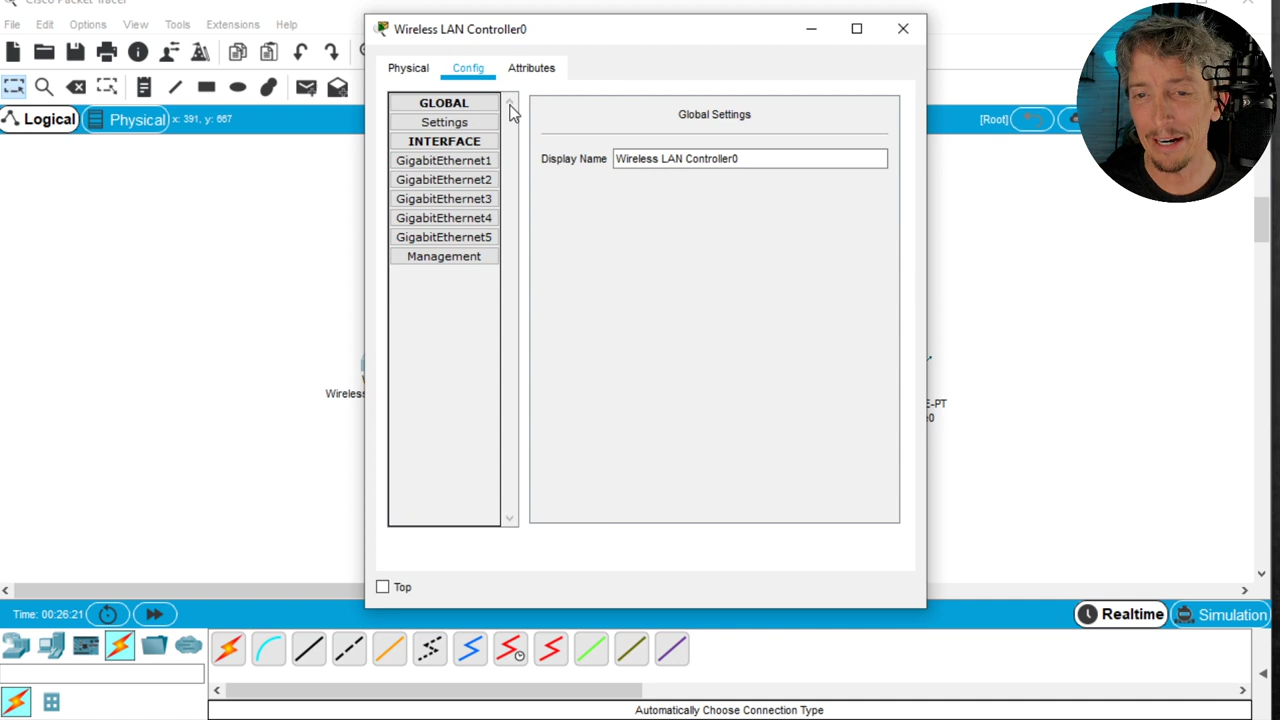 Cisco Packet Tracer
File Edit Options View Tools Extensions Help
Logical
Physical
x: 391, y: 667
[Root]
Wireless LAN Controller0
Physical Config Attributes
GLOBAL
Settings
INTERFACE
GigabitEthernet1
GigabitEthernet2
GigabitEthernet3
GigabitEthernet4
GigabitEthernet5
Management
Global Settings
Display Name Wireless LAN Controller0
Top
Wireless
E-PT
e0
Time: 00:26:21
Realtime
Simulation
Automatically Choose Connection Type